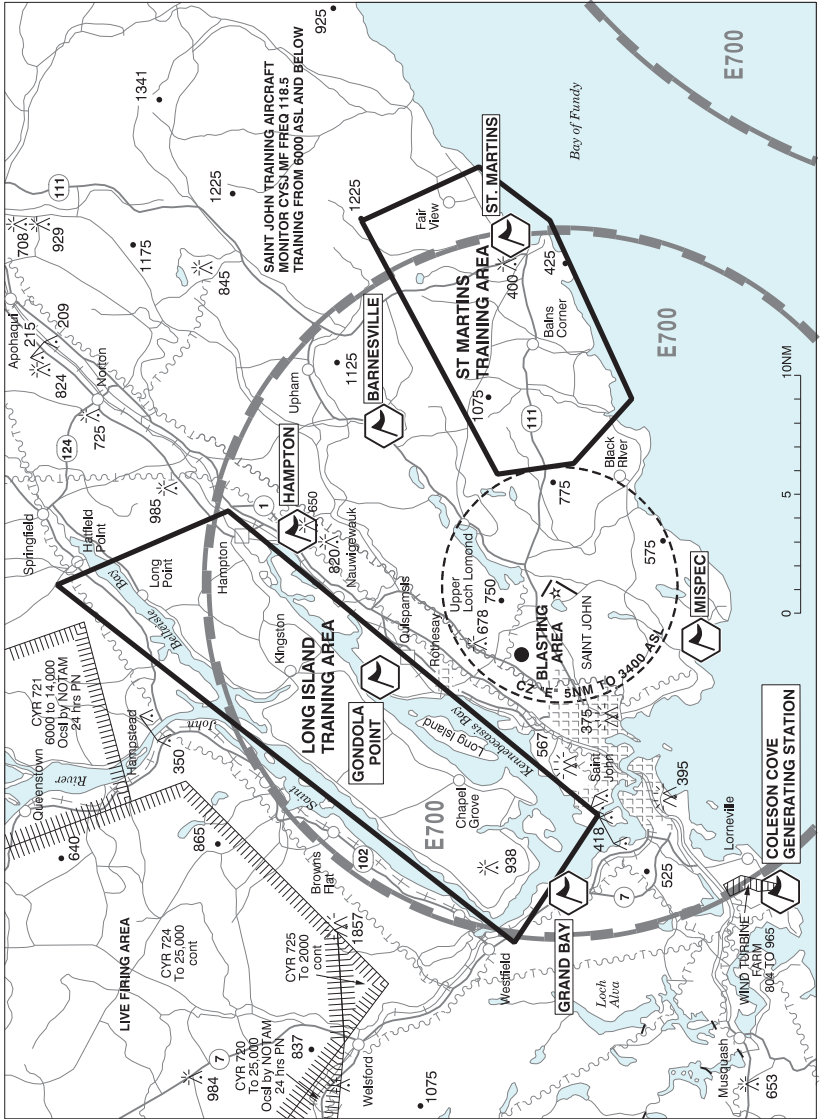 984
7
CYR 720
To 25,000
Ocsl by NOTAM
24 hrs PN
837
LIVE FIRING AREA
CYR 724
To 25,000
cont
CYR 725
To 2000
cont
1857
640
865
Queenstown
River
Hampstead
350
CYR 721
6000 to 14,000
Ocsl by NOTAM
24 hrs PN
Springfield
Hatfield
Point
Long
Point
Belleisle
Bay
985
124
725
Norton
Apohaqui
215
209
824
708
929
111
1175
1341
925
1225
845
SAINT JOHN TRAINING AIRCRAFT
MONITOR CYSJ MF FREQ 118.5
TRAINING FROM 6000 ASL AND BELOW
1225
Welsford
1075
Westfield
Browns
Flat
102
Saint
John
E700
Chapel
Grove
938
Kingston
LONG ISLAND
TRAINING AREA
GONDOLA
POINT
Long Island
Kennebecasis Bay
Hampton
1
HAMPTON
650
820
Nauwigewauk
Quispamsis
Rothesay
Upham
1125
BARNESVILLE
Fair
View
ST. MARTINS
ST MARTINS
TRAINING AREA
400
425
1075
Bains
Corner
111
Black
River
775
Upper
Loch Lomond
678
750
BLASTING
AREA
SAINT JOHN
CZ "E" 5NM TO 3400 ASL
575
MISPEC
567
375
Saint
John
418
395
GRAND BAY
Loch
Alva
7
525
Lorneville
WIND TURBINE
FARM
804 TO 965
COLESON COVE
GENERATING STATION
Musquash
653
Bay of Fundy
E700
E700
0
5
10NM